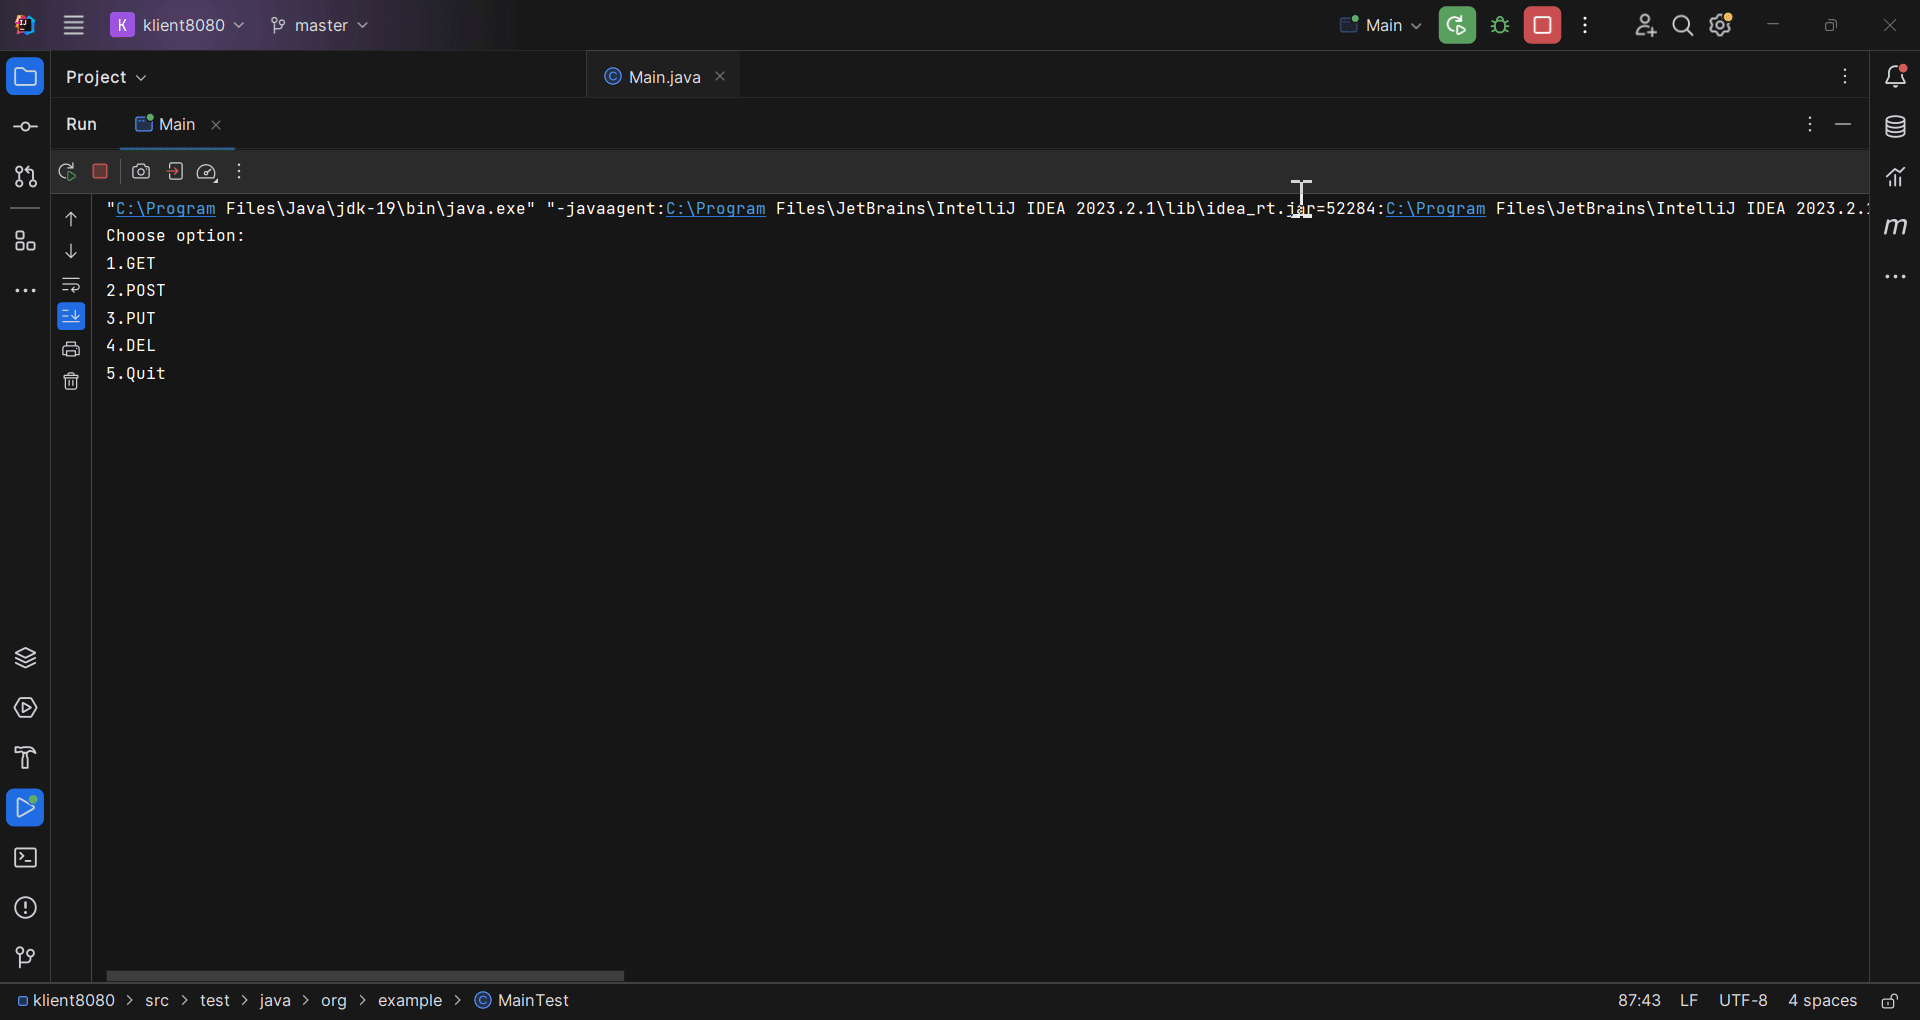 K klient8080 master Main
Project Main.java
Run Main
"C:\Program Files\Java\jdk-19\bin\java.exe" "-javaagent:C:\Program Files\JetBrains\IntelliJ IDEA 2023.2.1\lib\idea_rt.jar=52284:C:\Program Files\JetBrains\IntelliJ IDEA 2023.2.1
Choose option:
1.GET
2.POST
3.PUT
4.DEL
5.Quit
klient8080 > src > test > java > org > example > MainTest 87:43 LF UTF-8 4 spaces